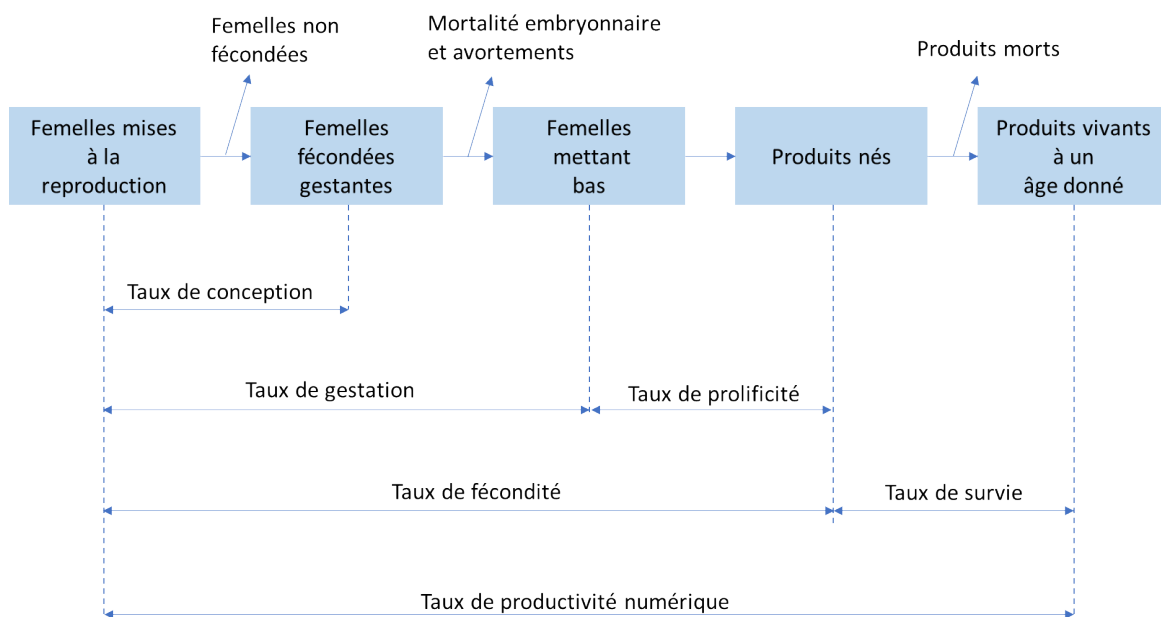 Femelles non
fécondées
Mortalité embryonnaire
et avortements
Produits morts
Femelles mises
à la
reproduction
Femelles
fécondées
gestantes
Femelles
mettant
bas
Produits nés
Produits vivants
à un
âge donné
Taux de conception
Taux de gestation
Taux de prolificité
Taux de fécondité
Taux de survie
Taux de productivité numérique